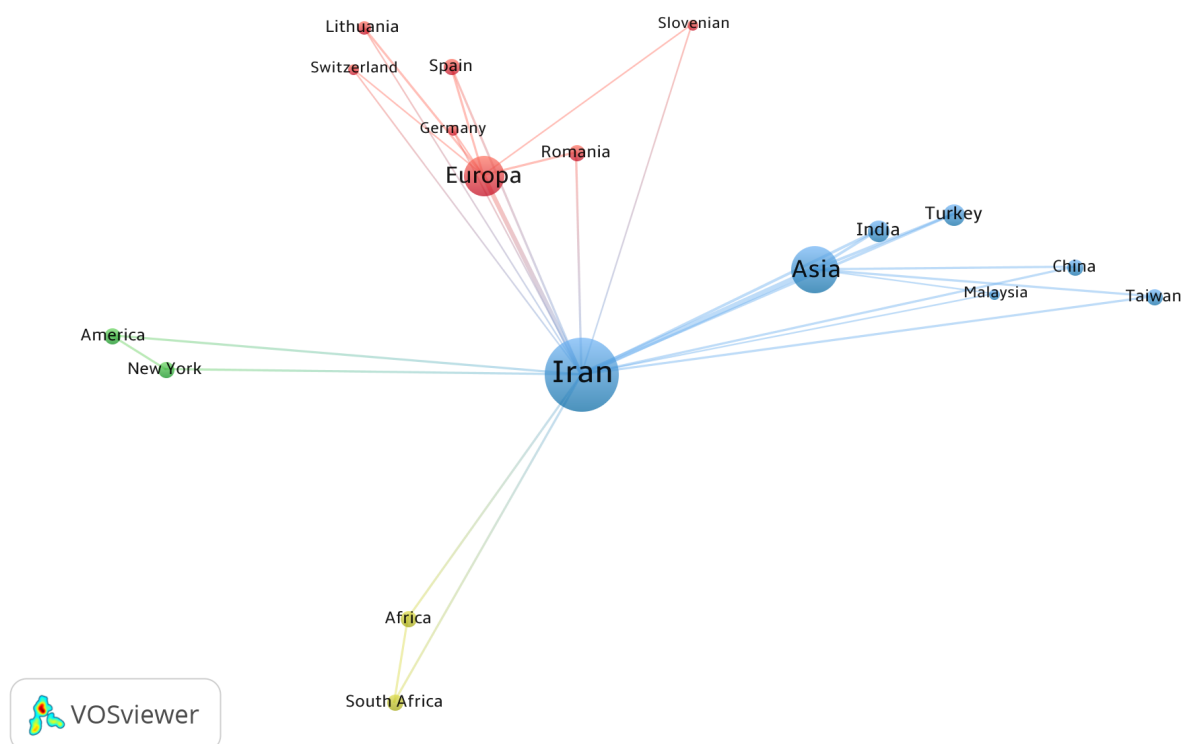 Lithuania
Slovenian
Switzerland
Spain
Germany
Romania
Europa
Turkey
India
Asia
China
Malaysia
Taiwan
America
New York
Iran
Africa
South Africa
VOSviewer